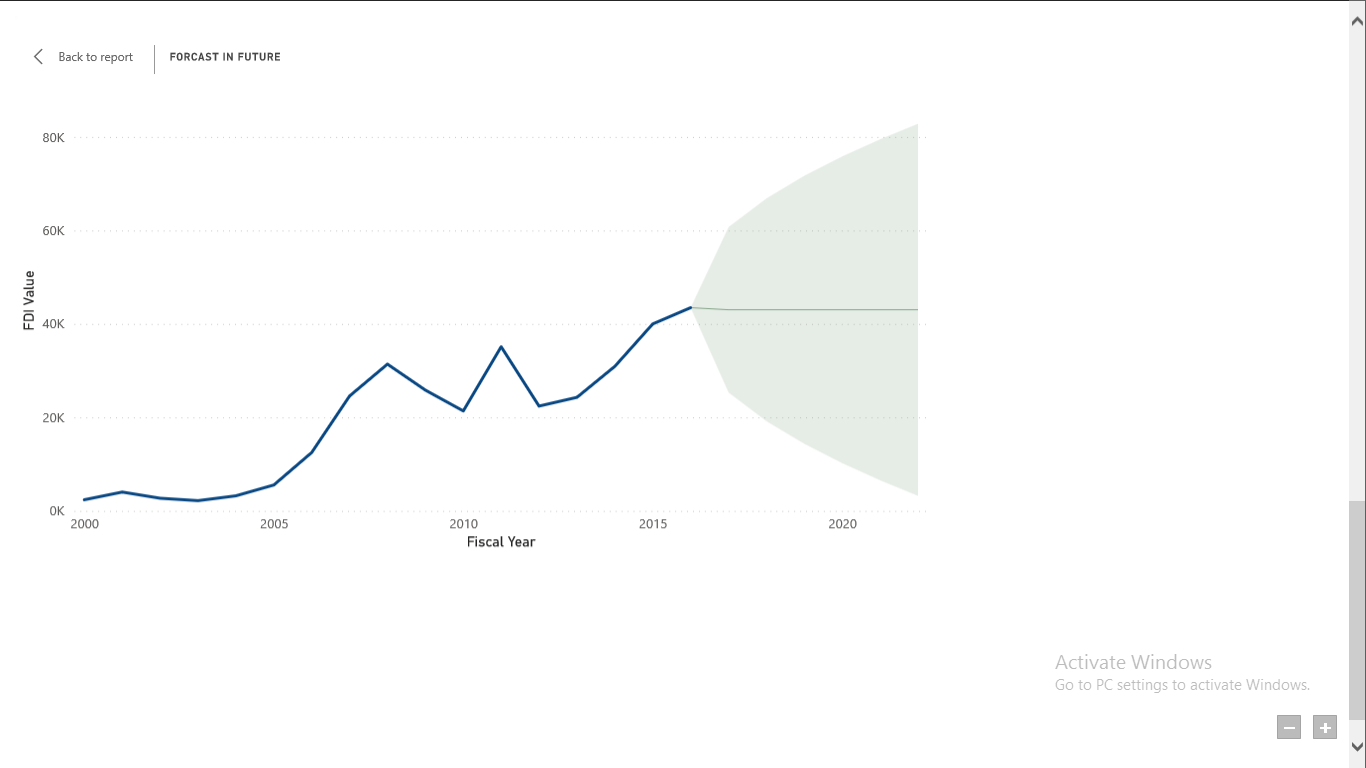 Back to report
FORCAST IN FUTURE
80K
60K
40K
20K
0K
FDI Value
2000
2005
2010
2015
2020
Fiscal Year
Activate Windows
Go to PC settings to activate Windows.